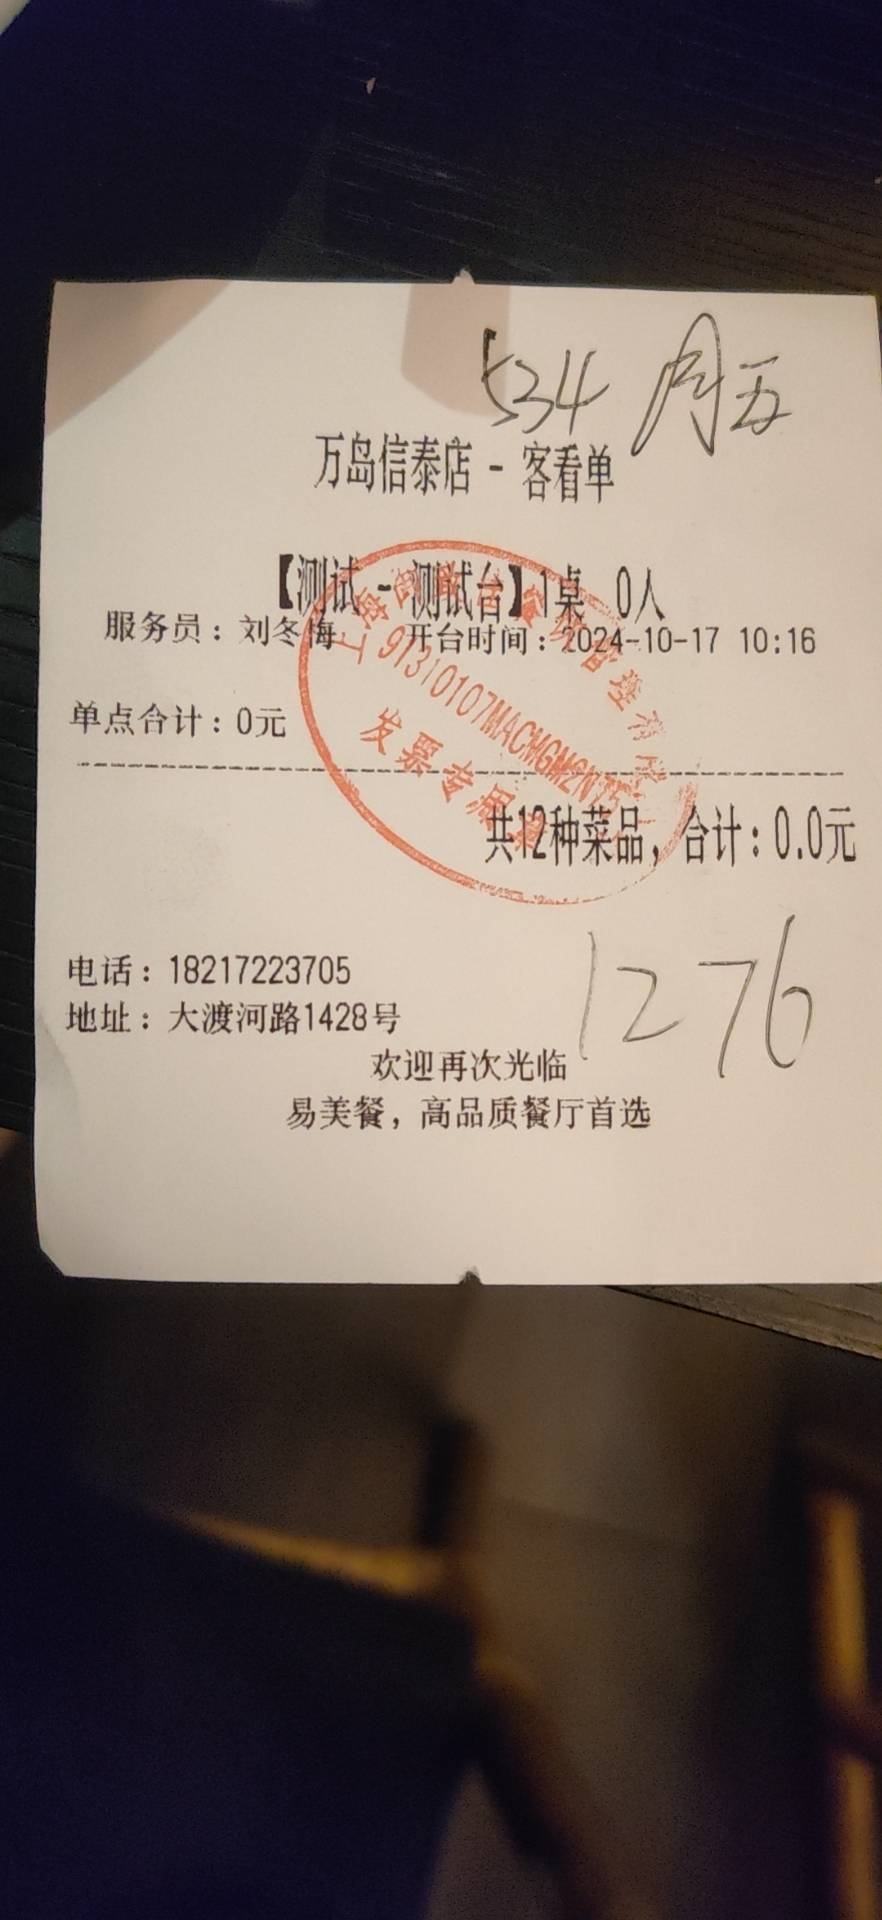 534 周五
万岛信泰店 - 客看单
【测试 - 测试台】1桌 0人
服务员：刘冬梅 开台时间：2024-10-17 10:16
单点合计：0元
91310107MACMGM2N75
发票专用章
共12种菜品，合计：0.0元
1276
电话：18217223705
地址：大渡河路1428号
欢迎再次光临
易美餐，高品质餐厅首选